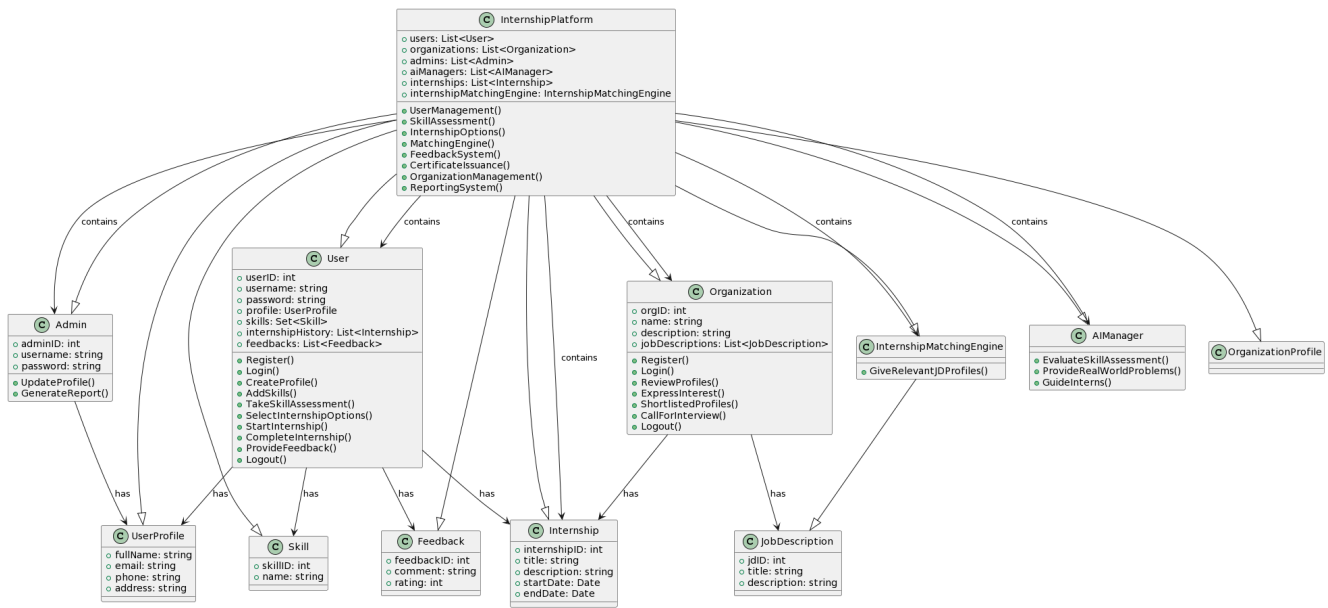 C InternshipPlatform
users: List<User>
organizations: List<Organization>
admins: List<Admin>
aiManagers: List<AIManager>
internships: List<Internship>
internshipMatchingEngine: InternshipMatchingEngine
UserManagement()
SkillAssessment()
InternshipOptions()
MatchingEngine()
FeedbackSystem()
CertificateIssuance()
OrganizationManagement()
ReportingSystem()
contains
contains
contains
contains
contains
contains
C Admin
adminID: int
username: string
password: string
UpdateProfile()
GenerateReport()
C User
userID: int
username: string
password: string
profile: UserProfile
skills: Set<Skill>
internshipHistory: List<Internship>
feedbacks: List<Feedback>
Register()
Login()
CreateProfile()
AddSkills()
TakeSkillAssessment()
SelectInternshipOptions()
StartInternship()
CompleteInternship()
ProvideFeedback()
Logout()
C Organization
orgID: int
name: string
description: string
jobDescriptions: List<JobDescription>
Register()
Login()
ReviewProfiles()
ExpressInterest()
ShortlistedProfiles()
CallForInterview()
Logout()
C InternshipMatchingEngine
GiveRelevantJDProfiles()
C AIManager
EvaluateSkillAssessment()
ProvideRealWorldProblems()
GuideInterns()
C OrganizationProfile
has
has
has
has
has
has
has
C UserProfile
fullName: string
email: string
phone: string
address: string
C Skill
skillID: int
name: string
C Feedback
feedbackID: int
comment: string
rating: int
C Internship
internshipID: int
title: string
description: string
startDate: Date
endDate: Date
C JobDescription
jdID: int
title: string
description: string